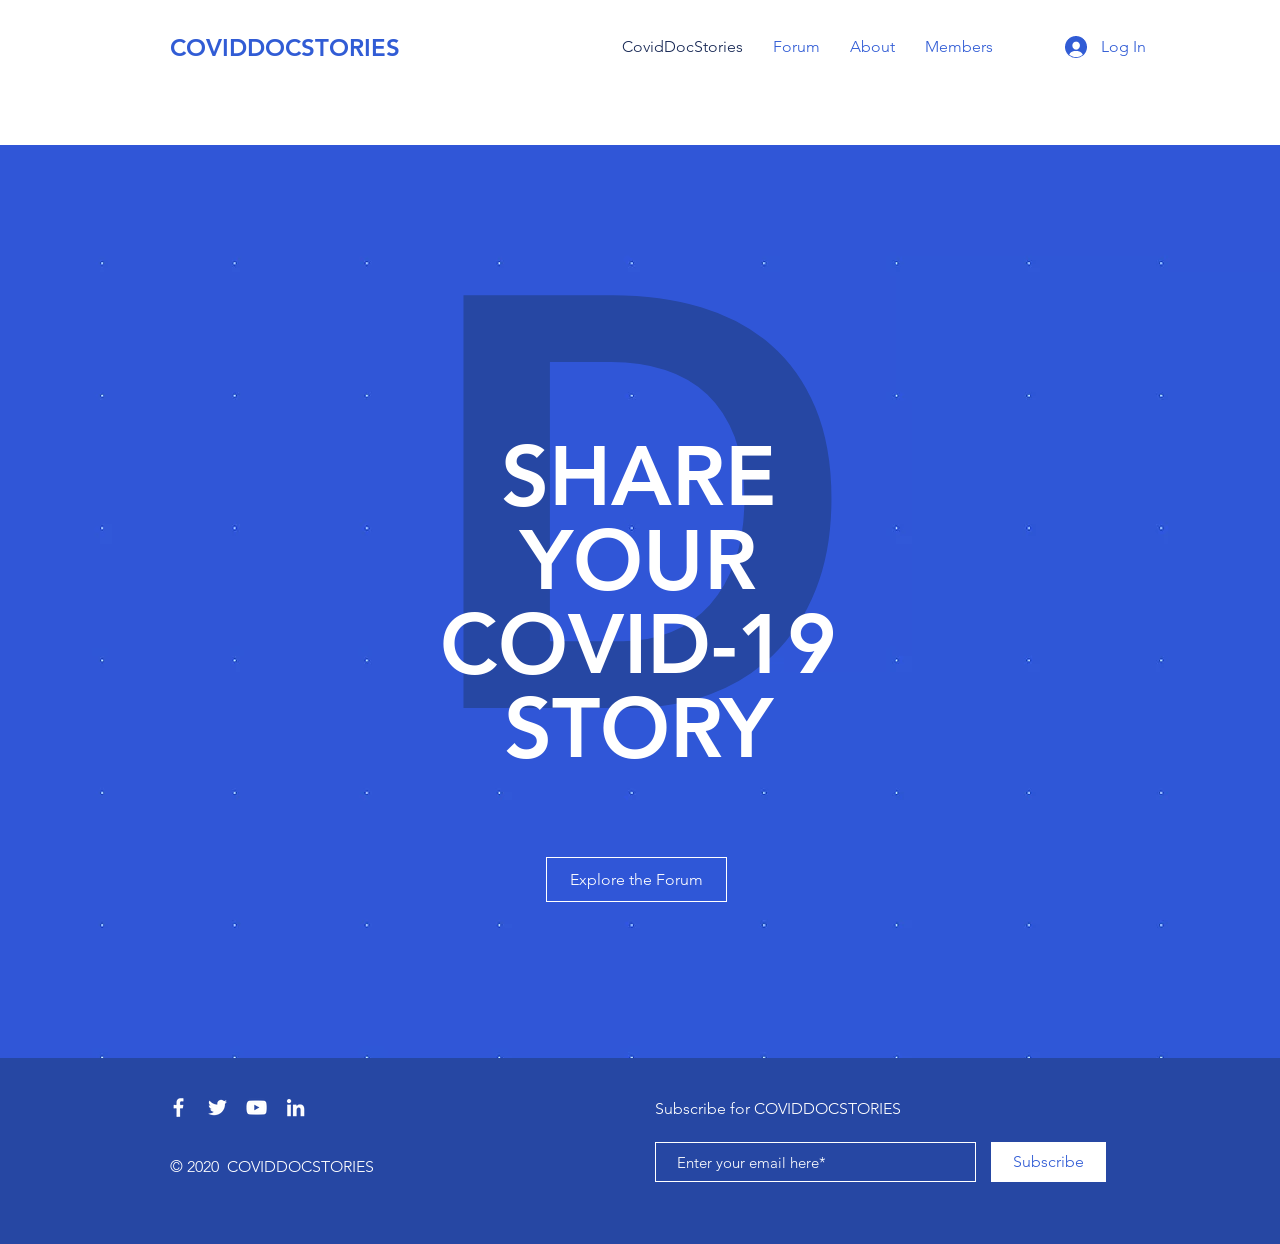 COVIDDOCSTORIES
CovidDocStories Forum About Members Log In
D
SHARE
YOUR
COVID-19
STORY
Explore the Forum
Subscribe for COVIDDOCSTORIES
Enter your email here* Subscribe
© 2020 COVIDDOCSTORIES